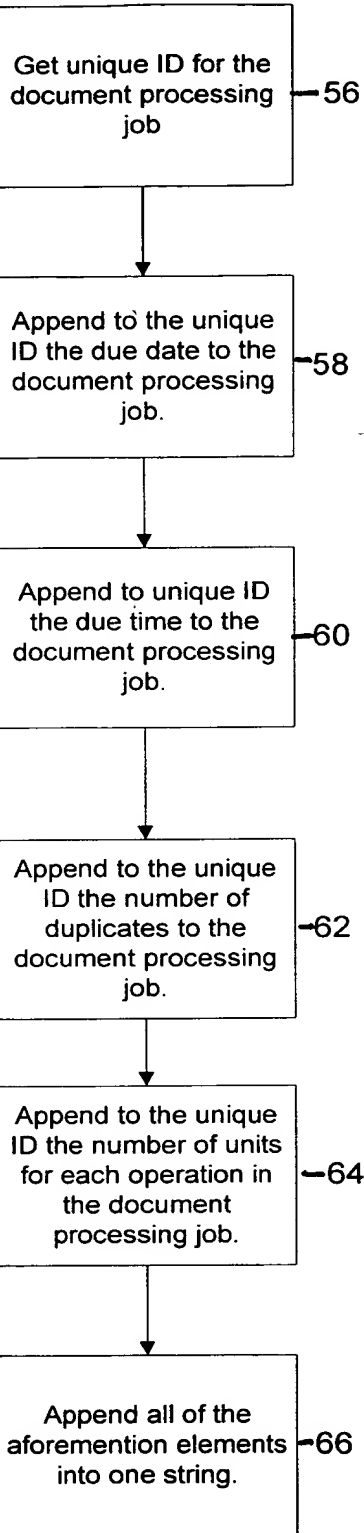 Get unique ID for the
document processing
job
56
Append to the unique
ID the due date to the
document processing
job.
58
Append to unique ID
the due time to the
document processing
job.
60
Append to the unique
ID the number of
duplicates to the
document processing
job.
62
Append to the unique
ID the number of units
for each operation in
the document
processing job.
64
Append all of the
aforemention elements
into one string.
66